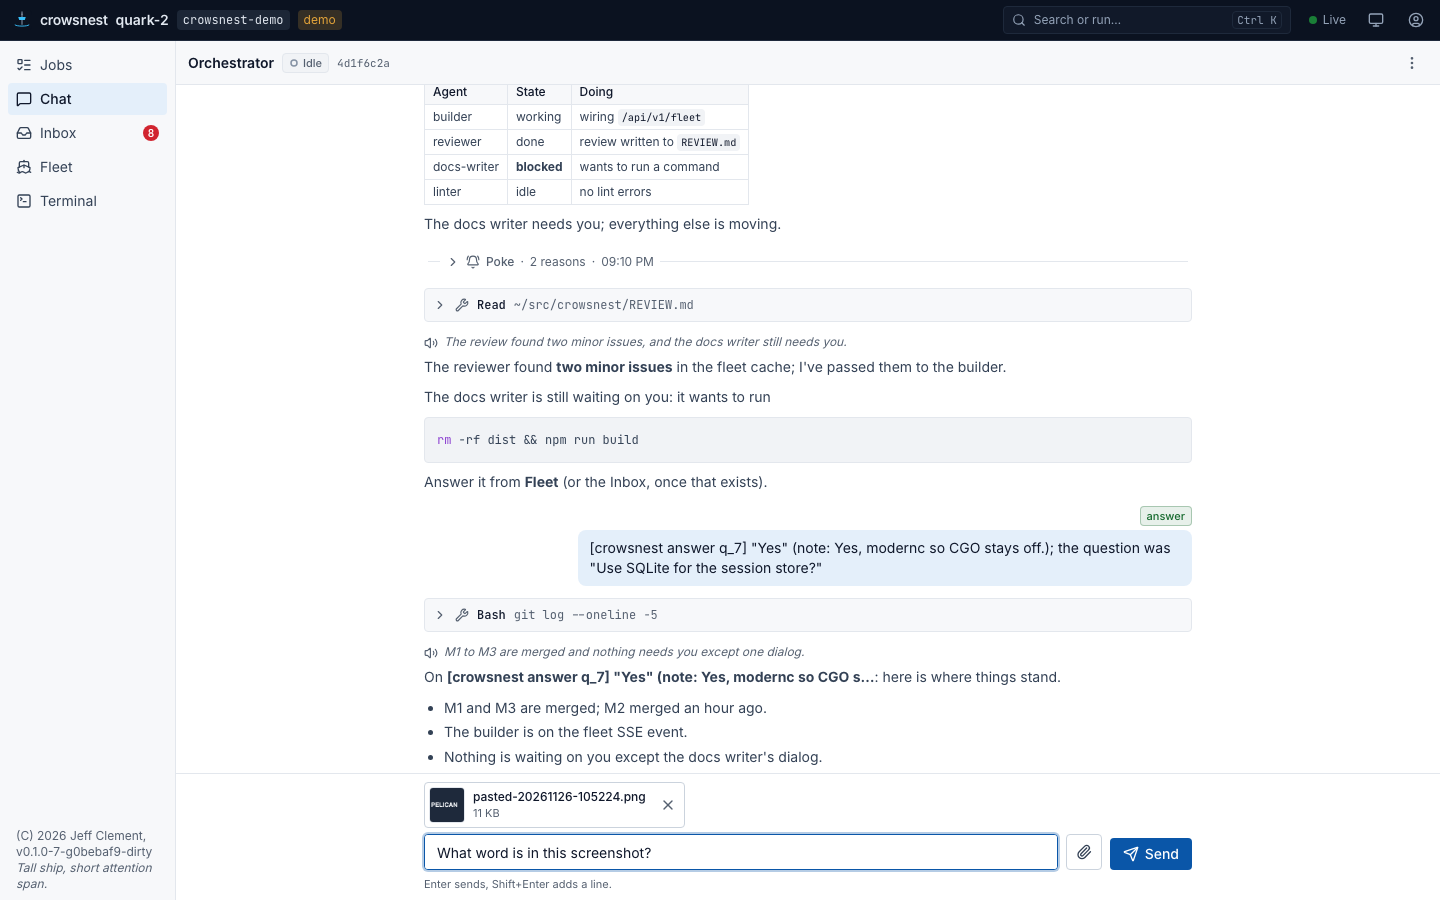 crowsnest quark-2 crowsnest-demo demo
Search or run... Ctrl K
Live
Jobs
Chat
Inbox 8
Fleet
Terminal
(C) 2026 Jeff Clement,
v0.1.0-7-g0bebaf9-dirty
Tall ship, short attention
span.
Orchestrator Idle 4d1f6c2a
Agent State Doing
builder working wiring /api/v1/fleet
reviewer done review written to REVIEW.md
docs-writer blocked wants to run a command
linter idle no lint errors
The docs writer needs you; everything else is moving.
Poke · 2 reasons · 09:10 PM
Read ~/src/crowsnest/REVIEW.md
The review found two minor issues, and the docs writer still needs you.
The reviewer found two minor issues in the fleet cache; I've passed them to the builder.
The docs writer is still waiting on you: it wants to run
rm -rf dist && npm run build
Answer it from Fleet (or the Inbox, once that exists).
answer
[crowsnest answer q_7] "Yes" (note: Yes, modernc so CGO stays off.); the question was
"Use SQLite for the session store?"
Bash git log --oneline -5
M1 to M3 are merged and nothing needs you except one dialog.
On [crowsnest answer q_7] "Yes" (note: Yes, modernc so CGO s...: here is where things stand.
• M1 and M3 are merged; M2 merged an hour ago.
• The builder is on the fleet SSE event.
• Nothing is waiting on you except the docs writer's dialog.
PELICAN
pasted-20261126-105224.png
11 KB
What word is in this screenshot?
Send
Enter sends, Shift+Enter adds a line.